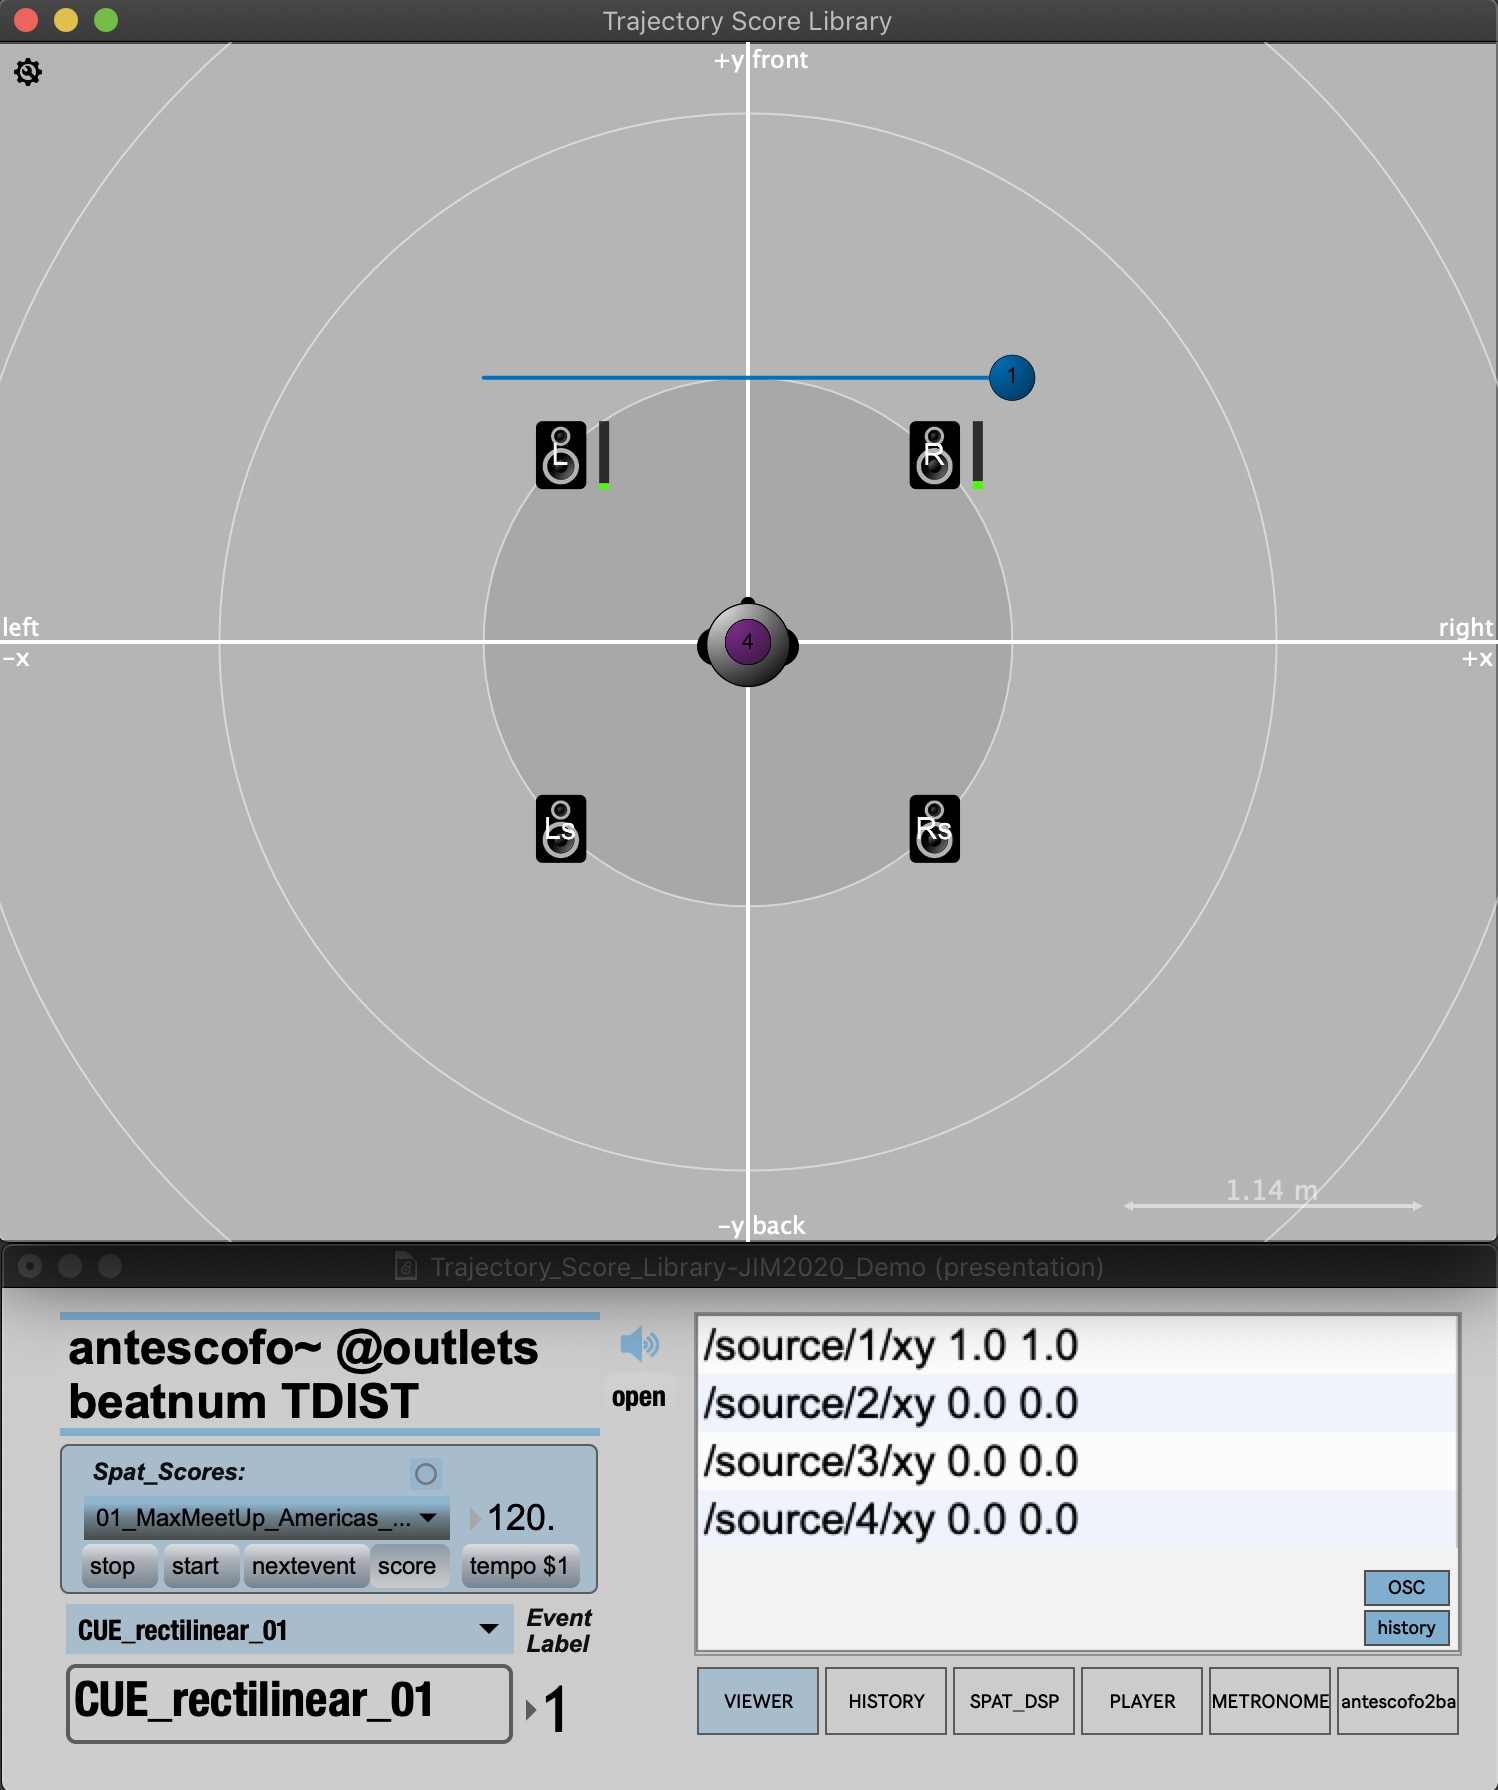 Trajectory Score Library
+y front
1
L
R
left
-x
4
right
+x
Ls
Rs
1.14 m
-y back
Trajectory_Score_Library-JIM2020_Demo (presentation)
antescofo~ @outlets
beatnum TDIST
open
Spat_Scores:
01_MaxMeetUp_Americas_...
120.
stop
start
nextevent
score
tempo $1
CUE_rectilinear_01
Event
Label
CUE_rectilinear_01
1
/source/1/xy 1.0 1.0
/source/2/xy 0.0 0.0
/source/3/xy 0.0 0.0
/source/4/xy 0.0 0.0
OSC
history
VIEWER
HISTORY
SPAT_DSP
PLAYER
METRONOME
antescofo2ba